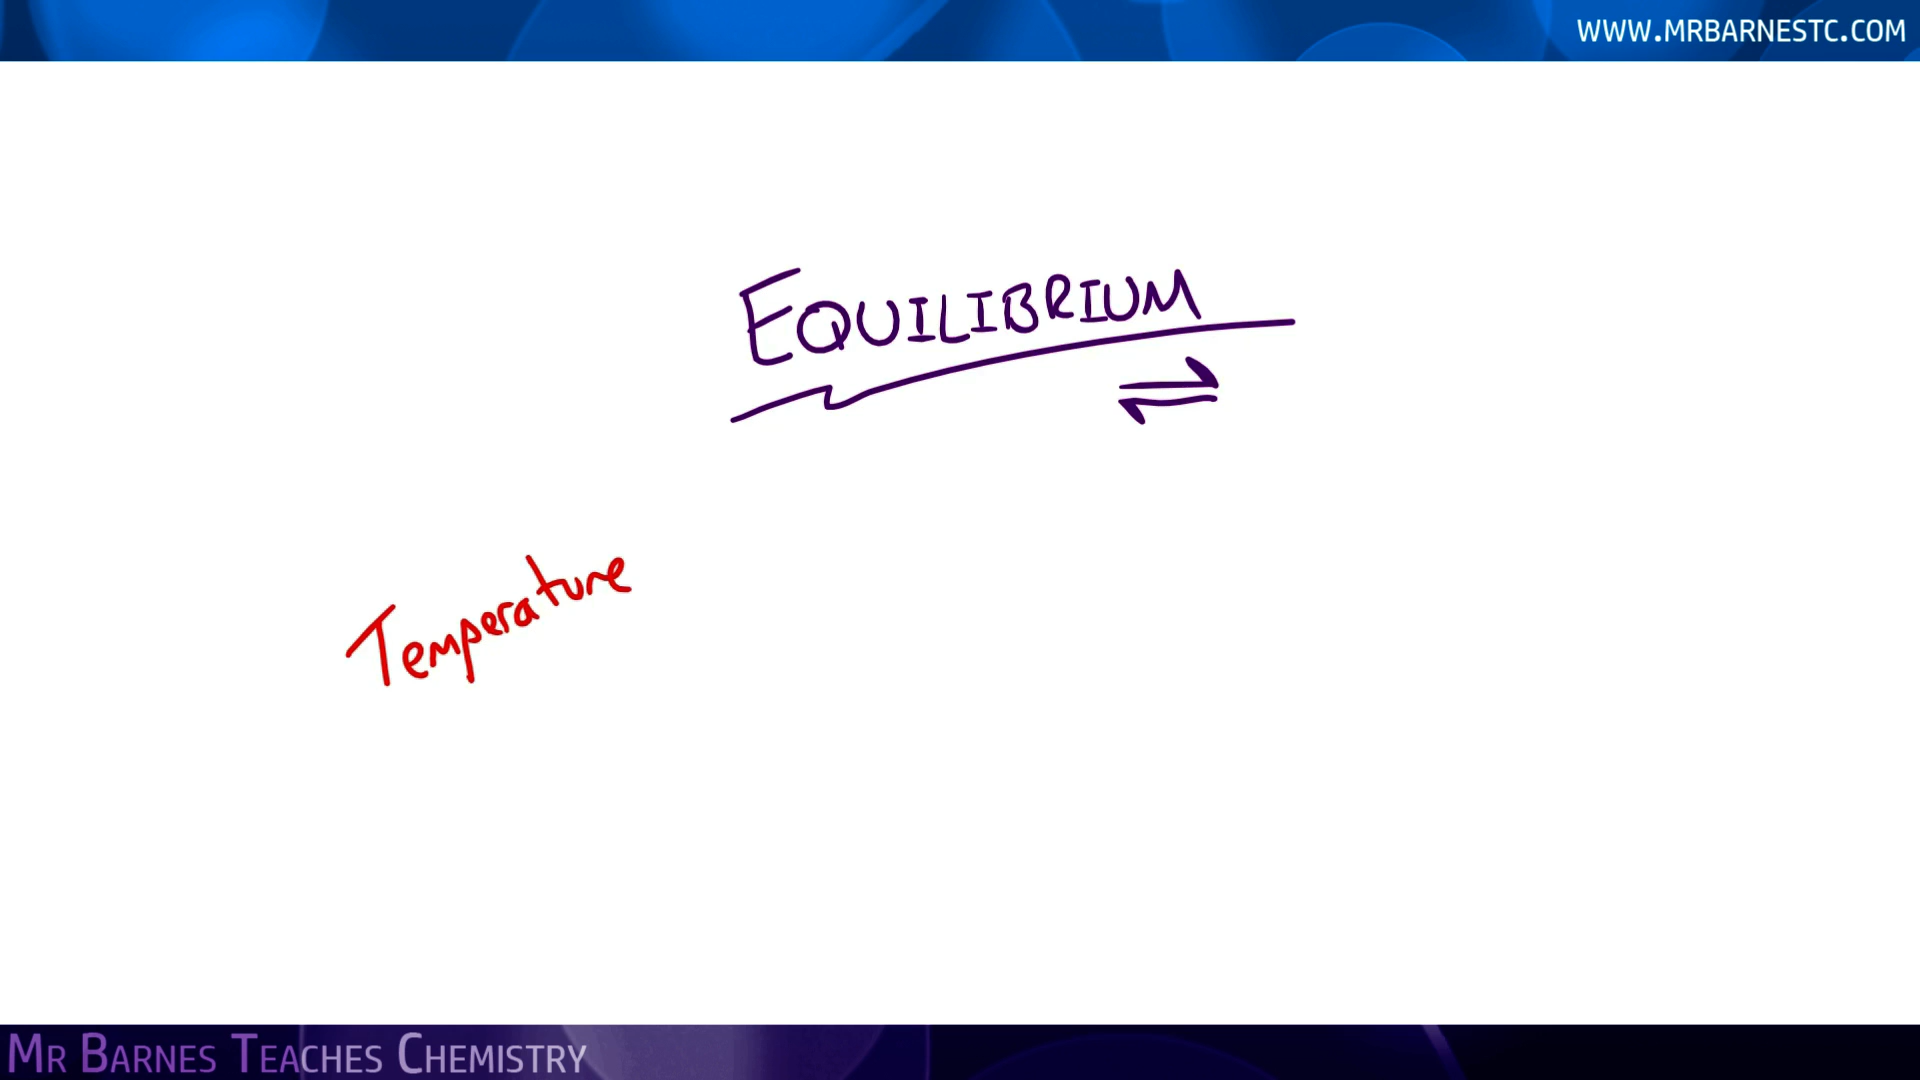 WWW.MRBARNESTC.COM
EQUILIBRIUM
⇌
Temperature
MR BARNES TEACHES CHEMISTRY